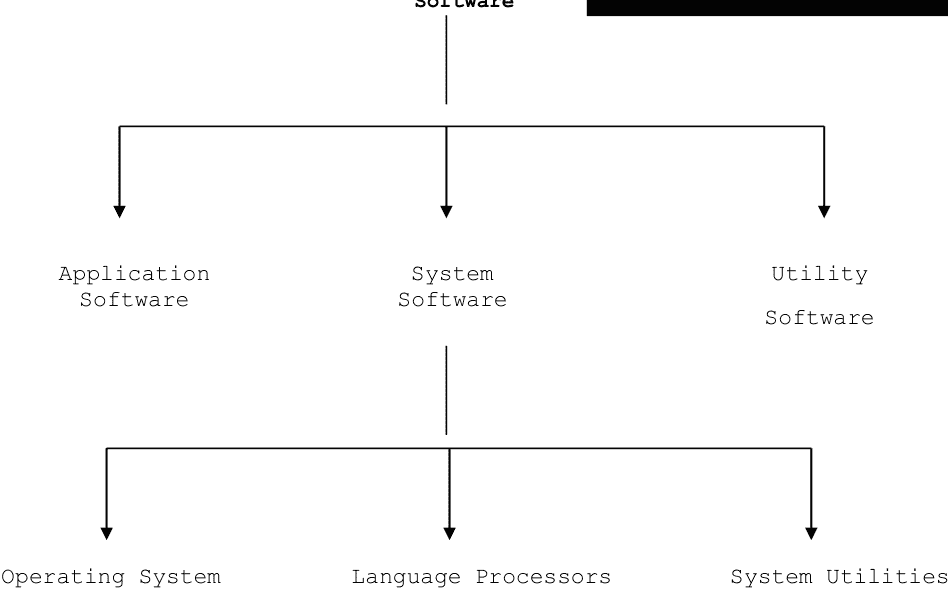 Software
Application
Software
System
Software
Utility
Software
Operating System
Language Processors
System Utilities